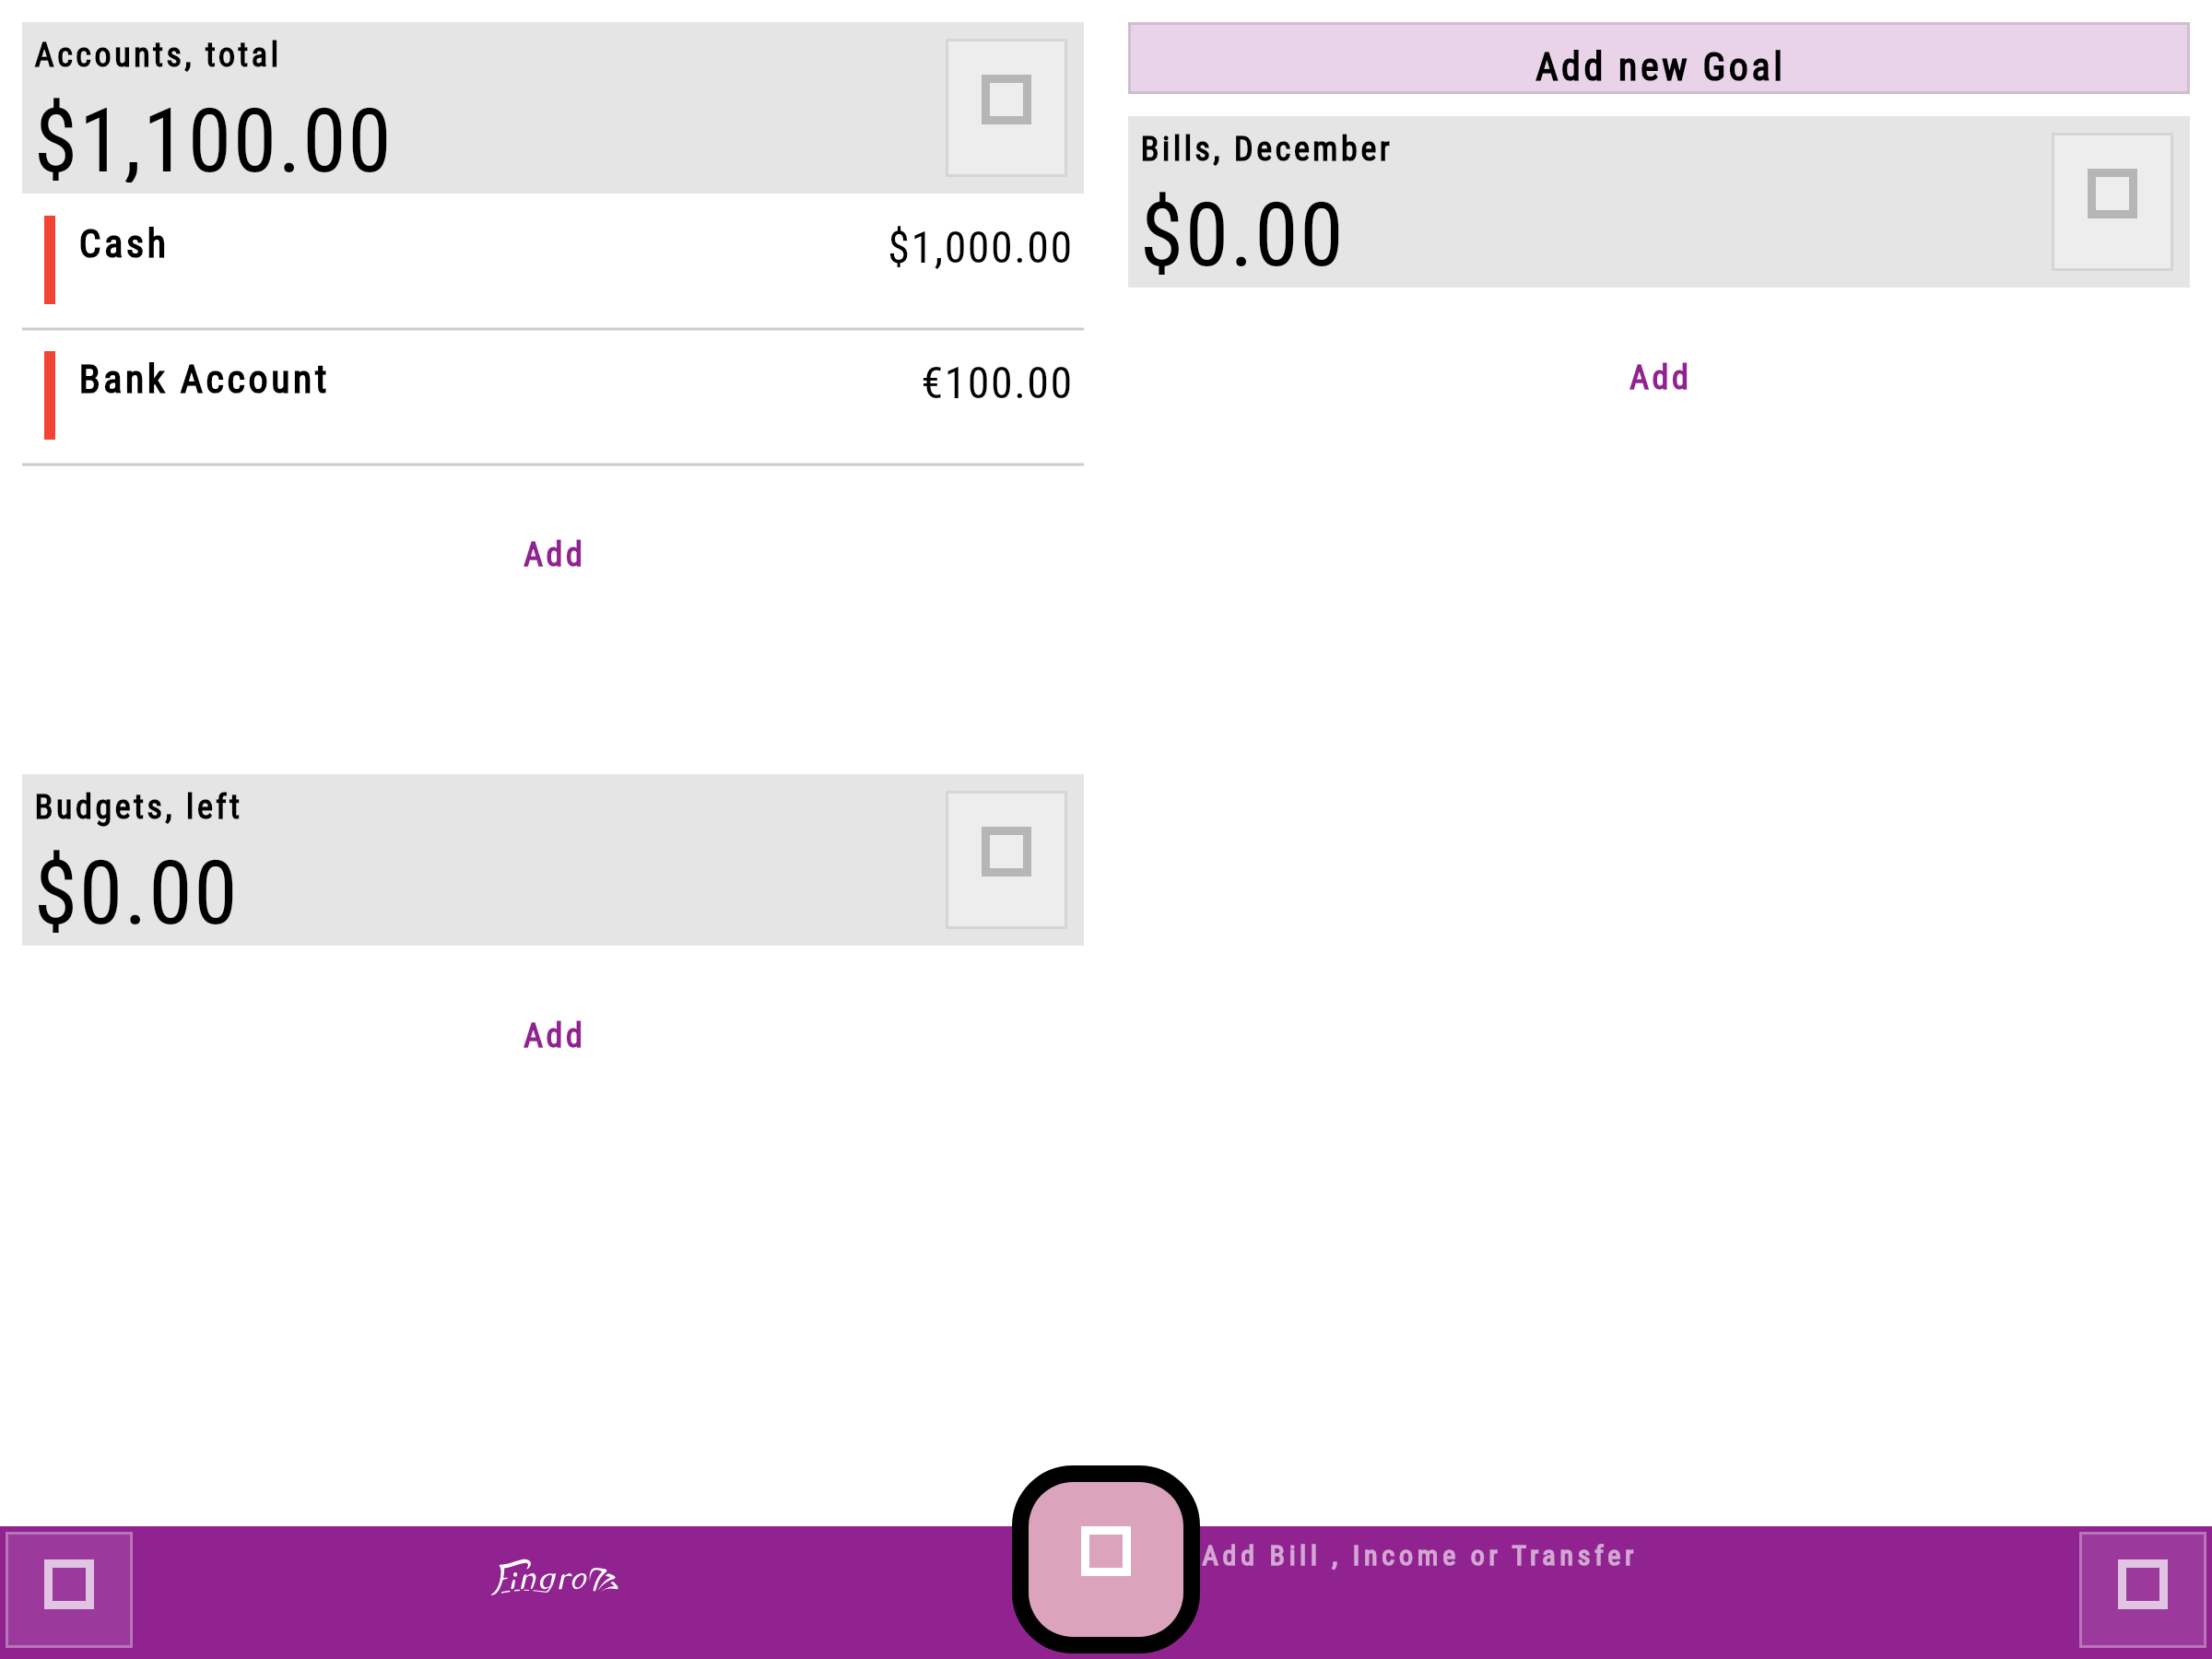 Accounts, total
$1,100.00
Cash
$1,000.00
Bank Account
€100.00
Add
Budgets, left
$0.00
Add
Add new Goal
Bills, December
$0.00
Add
Add Bill , Income or Transfer